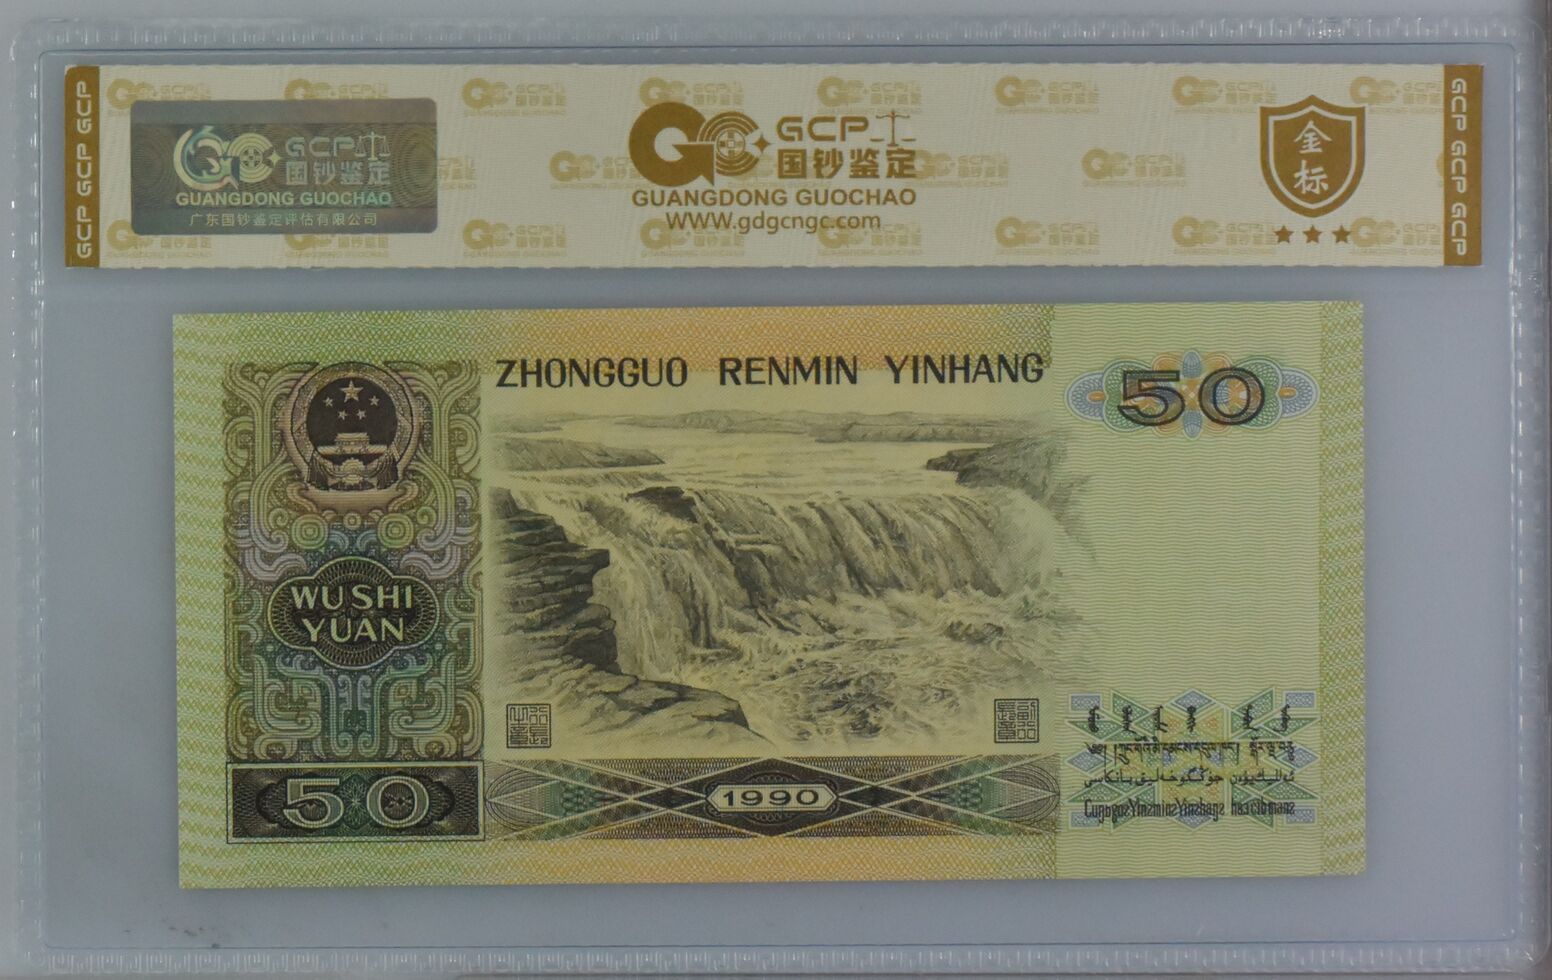 GCP GCP GCP
GCP
国钞鉴定
GUANGDONG GUOCHAO
广东国钞鉴定评估有限公司
GCP
国钞鉴定
GUANGDONG GUOCHAO
WWW.gdgcngc.com
金标
GCP GCP GCP
ZHONGGUO RENMIN YINHANG
50
WU SHI
YUAN
50
1990